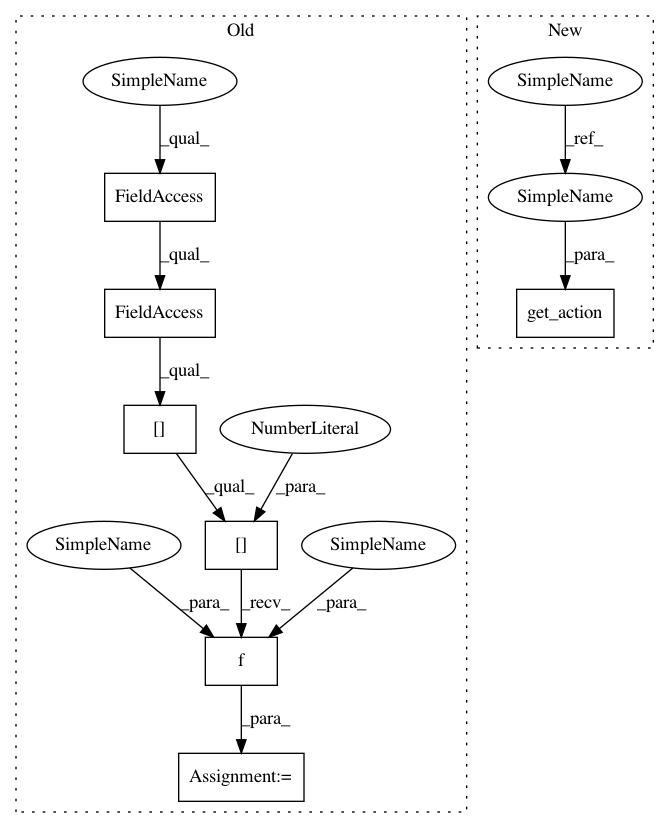 Old
New
SimpleName
SimpleName
_qual_
_ref_
FieldAccess
SimpleName
_qual_
_para_
FieldAccess
get_action
_qual_
[]
NumberLiteral
_qual_
_para_
SimpleName
[]
SimpleName
_para_
_recv_
_para_
f
_para_
Assignment:=